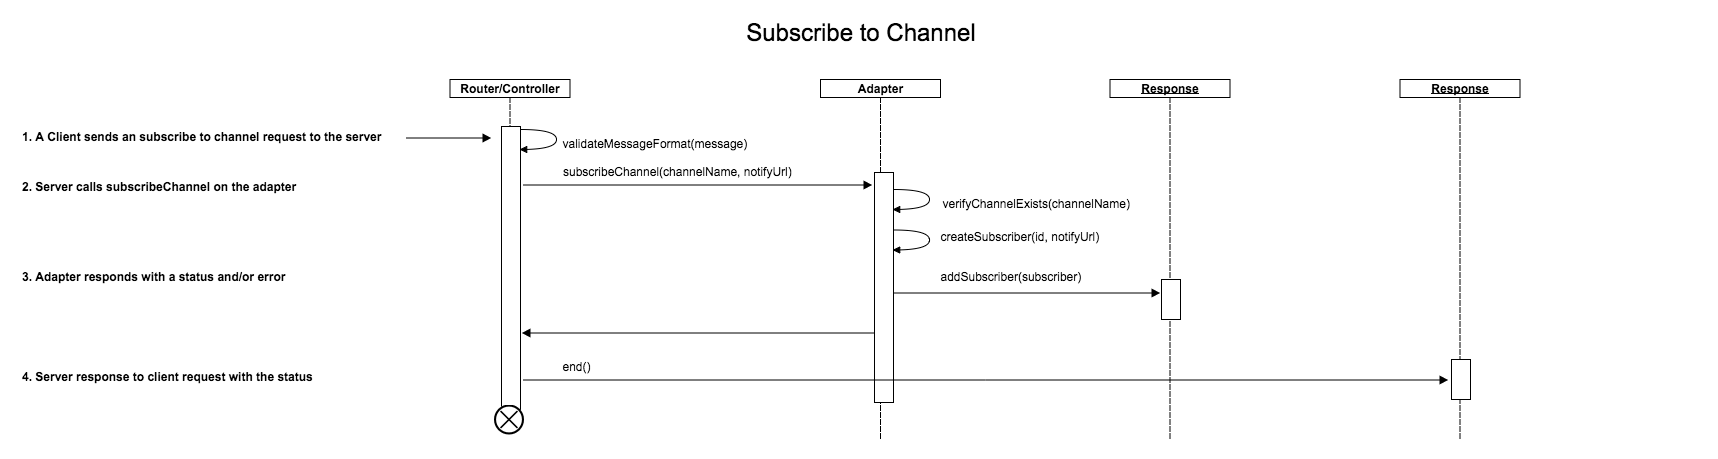 Subscribe to Channel
Router/Controller
Adapter
Response
Response
1. A Client sends an subscribe to channel request to the server
validateMessageFormat(message)
subscribeChannel(channelName, notifyUrl)
2. Server calls subscribeChannel on the adapter
verifyChannelExists(channelName)
createSubscriber(id, notifyUrl)
3. Adapter responds with a status and/or error
addSubscriber(subscriber)
end()
4. Server response to client request with the status